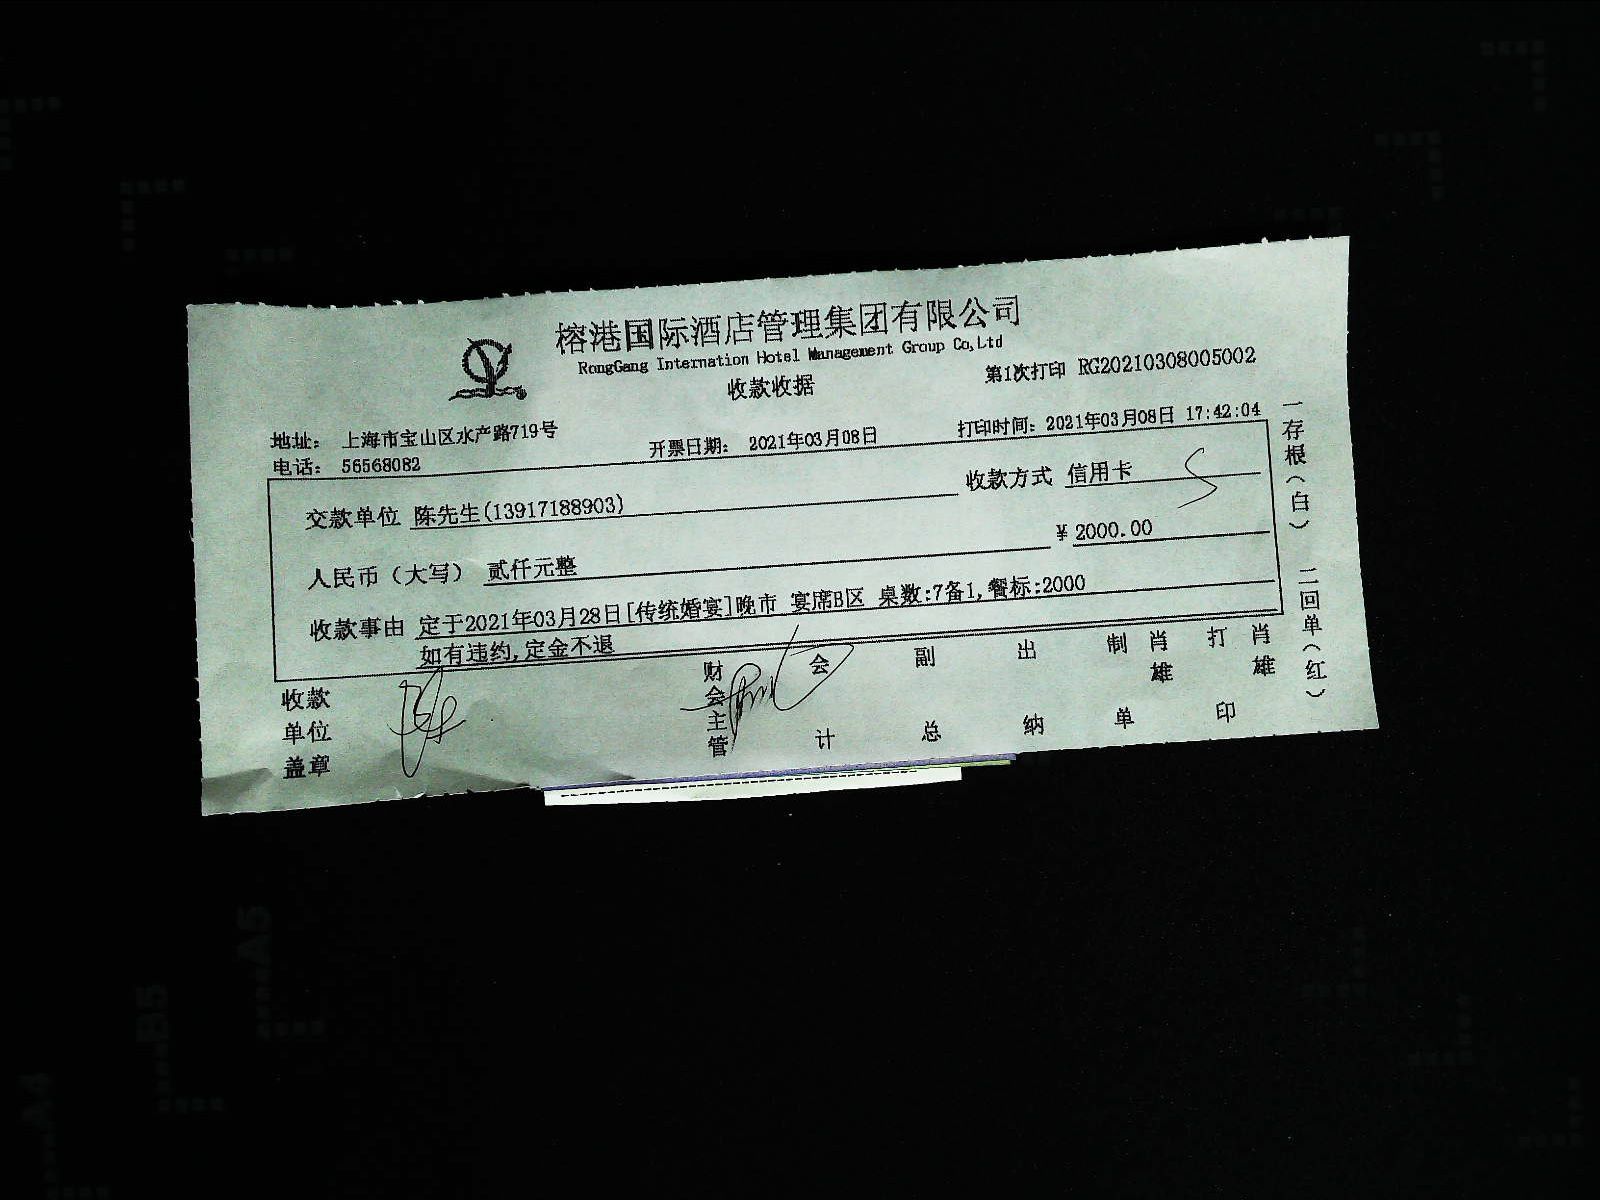 榕港国际酒店管理集团有限公司
RongGang Internation Hotel Management Group Co,Ltd
收款收据
第1次打印 RG20210308005002
地址： 上海市宝山区水产路719号
电话： 56568082
开票日期： 2021年03月08日
打印时间：2021年03月08日 17:42:04
交款单位 陈先生(13917188903)
收款方式 信用卡
人民币（大写） 贰仟元整
¥ 2000.00
收款事由 定于2021年03月28日[传统婚宴]晚市 宴席B区 桌数:7备1,餐标:2000
如有违约,定金不退
收款单位盖章
财会主管
会计
副总
出纳
制单 肖雄
打印 肖雄
一存根（白） 二回单（红）
A5
B5
A4